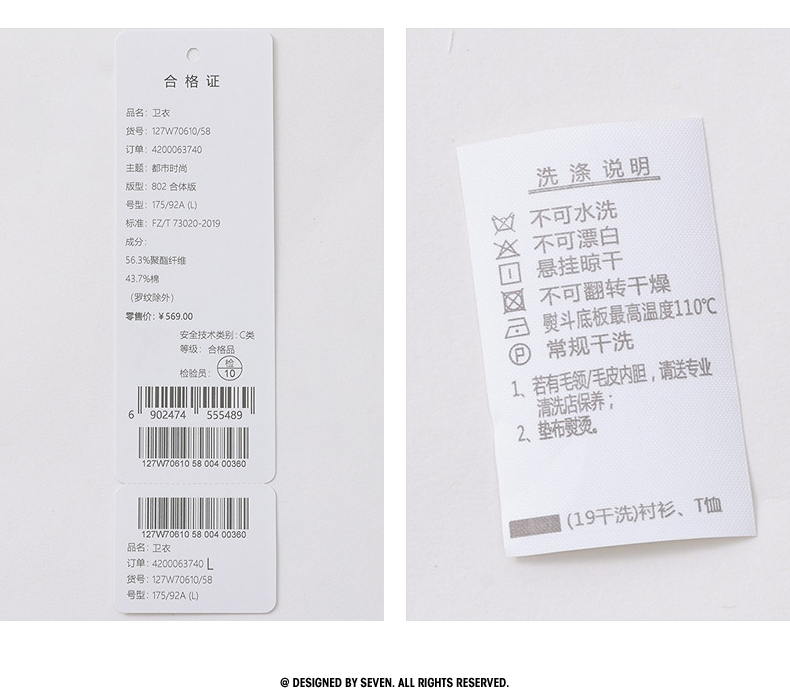 合格证
品名：卫衣
货号：127W70610/58
订单：4200063740
主题：都市时尚
版型：802 合体版
号型：175/92A (L)
标准：FZ/T 73020-2019
成分：
56.3%聚酯纤维
43.7%棉
（罗纹除外）
零售价：￥569.00
安全技术类别：C类
等级：合格品
检验员：检 10
6 902474 555489
127W70610 58 004 00360
127W70610 58 004 00360
品名：卫衣
订单：4200063740 L
货号：127W70610/58
号型：175/92A (L)
洗涤说明
不可水洗
不可漂白
悬挂晾干
不可翻转干燥
熨斗底板最高温度110℃
P 常规干洗
1、若有毛领/毛皮内胆，请送专业
清洗店保养；
2、垫布熨烫。
(19干洗)衬衫、T恤
@ DESIGNED BY SEVEN. ALL RIGHTS RESERVED.